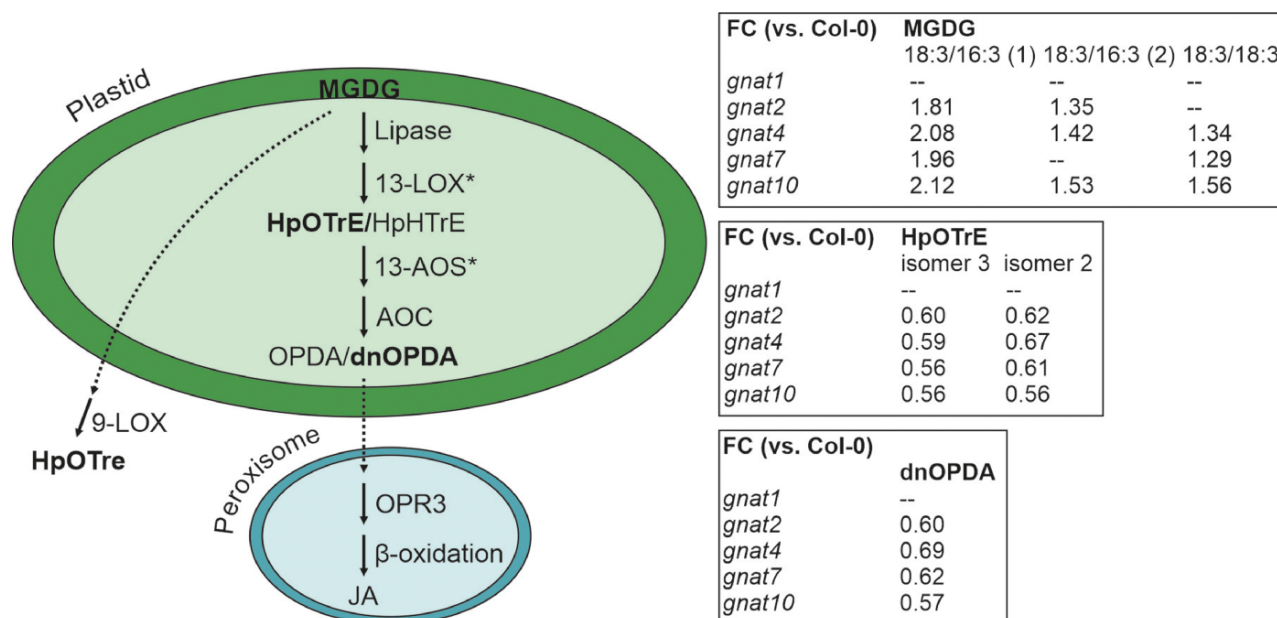 Plastid
MGDG
Lipase
13-LOX*
HpOTrE/HpHTrE
13-AOS*
AOC
OPDA/dnOPDA
9-LOX
HpOTre
Peroxisome
OPR3
β-oxidation
JA
FC (vs. Col-0) MGDG
18:3/16:3 (1) 18:3/16:3 (2) 18:3/18:3
gnat1 -- -- --
gnat2 1.81 1.35 --
gnat4 2.08 1.42 1.34
gnat7 1.96 -- 1.29
gnat10 2.12 1.53 1.56
FC (vs. Col-0) HpOTrE
isomer 3 isomer 2
gnat1 -- --
gnat2 0.60 0.62
gnat4 0.59 0.67
gnat7 0.56 0.61
gnat10 0.56 0.56
FC (vs. Col-0)
dnOPDA
gnat1 --
gnat2 0.60
gnat4 0.69
gnat7 0.62
gnat10 0.57